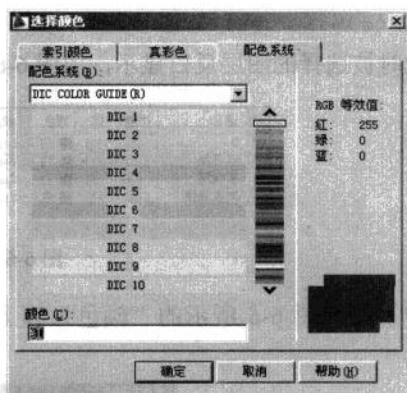 选择颜色
索引颜色 真彩色 配色系统
配色系统(B):
DIC COLOR GUIDE(R)
DIC 1
DIC 2
DIC 3
DIC 4
DIC 5
DIC 6
DIC 7
DIC 8
DIC 9
DIC 10
RGB 等效值:
红: 255
绿: 0
蓝: 0
颜色(C):
确定 取消 帮助(H)